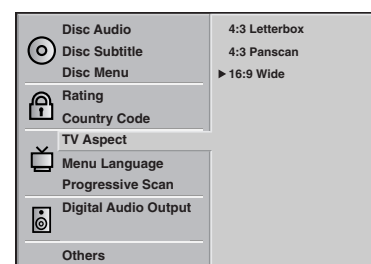 Disc Audio
Disc Subtitle
Disc Menu
Rating
Country Code
TV Aspect
Menu Language
Progressive Scan
Digital Audio Output
Others
4:3 Letterbox
4:3 Panscan
16:9 Wide